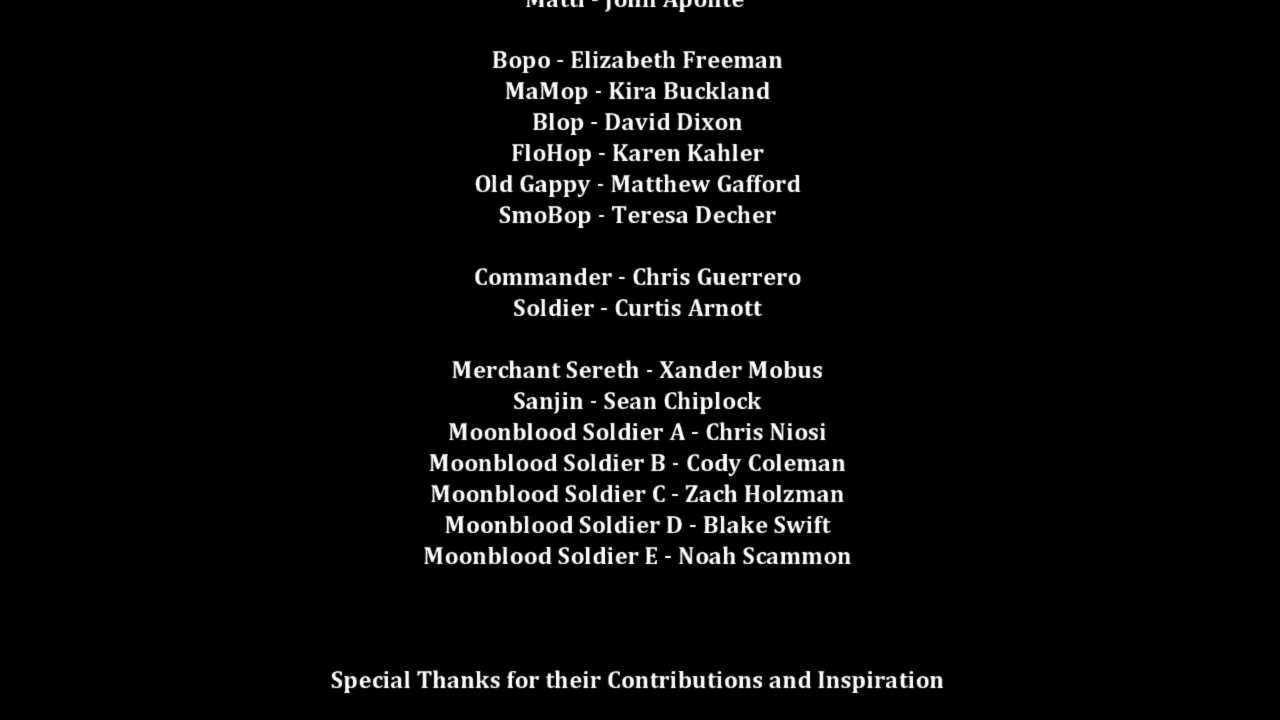 Matti - John Aponte
Bopo - Elizabeth Freeman
MaMop - Kira Buckland
Blop - David Dixon
FloHop - Karen Kahler
Old Gappy - Matthew Gafford
SmoBop - Teresa Decher
Commander - Chris Guerrero
Soldier - Curtis Arnott
Merchant Sereth - Xander Mobus
Sanjin - Sean Chiplock
Moonblood Soldier A - Chris Niosi
Moonblood Soldier B - Cody Coleman
Moonblood Soldier C - Zach Holzman
Moonblood Soldier D - Blake Swift
Moonblood Soldier E - Noah Scammon
Special Thanks for their Contributions and Inspiration